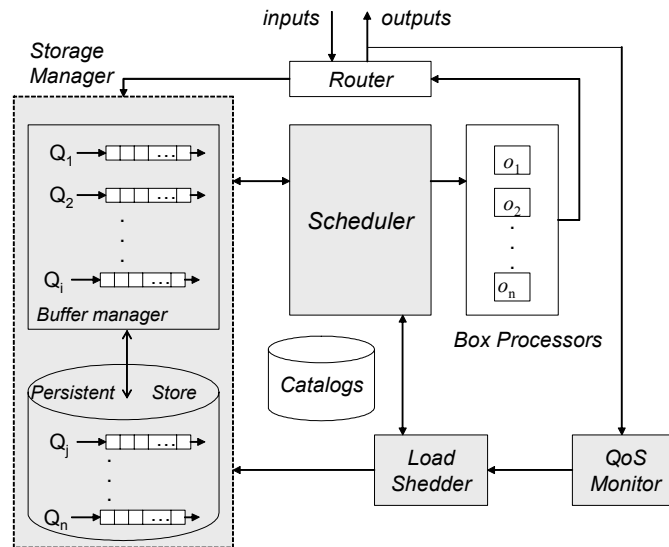 inputs outputs
Storage
Manager
Router
Q1 ...
Q2 ...
Qi ...
Buffer manager
Scheduler
o1
o2
on
Box Processors
Persistent Store
Catalogs
Qj ...
Qn ...
Load
Shedder
QoS
Monitor